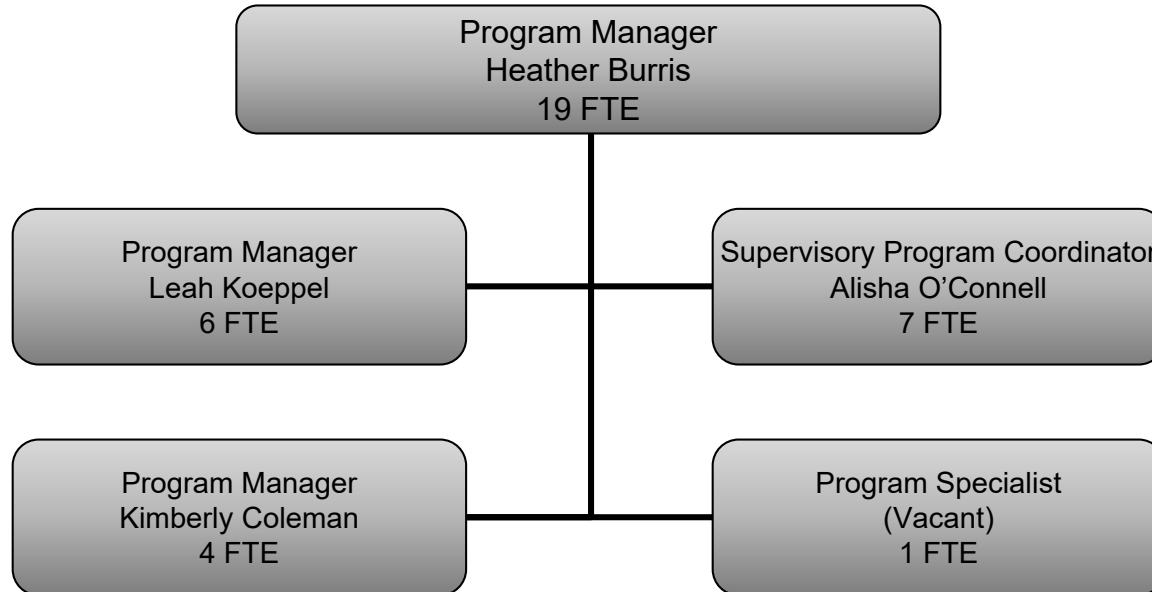 Program Manager
Heather Burris
19 FTE
Program Manager
Leah Koeppel
6 FTE
Supervisory Program Coordinator
Alisha O’Connell
7 FTE
Program Manager
Kimberly Coleman
4 FTE
Program Specialist
(Vacant)
1 FTE